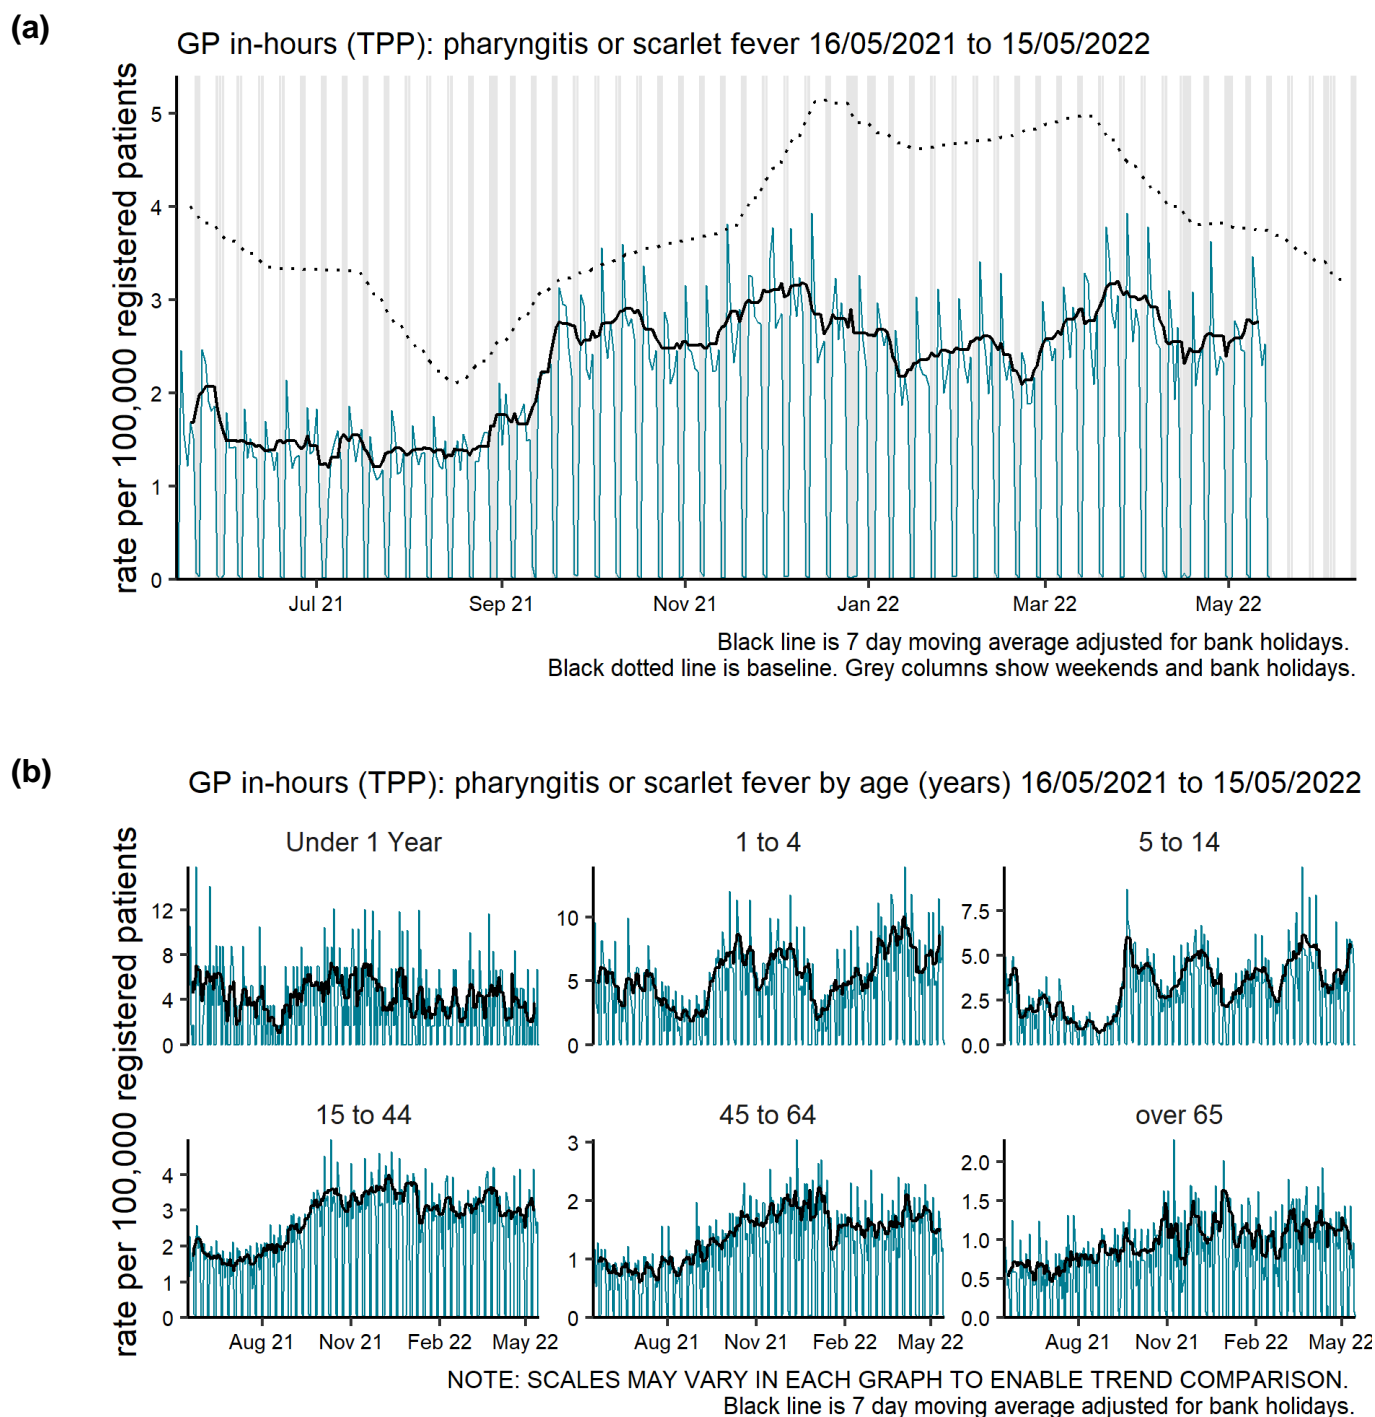 (a)
GP in-hours (TPP): pharyngitis or scarlet fever 16/05/2021 to 15/05/2022
rate per 100,000 registered patients
5
4
3
2
1
0
Jul 21 Sep 21 Nov 21 Jan 22 Mar 22 May 22
Black line is 7 day moving average adjusted for bank holidays.
Black dotted line is baseline. Grey columns show weekends and bank holidays.
(b)
GP in-hours (TPP): pharyngitis or scarlet fever by age (years) 16/05/2021 to 15/05/2022
rate per 100,000 registered patients
Under 1 Year
12
8
4
0
1 to 4
10
5
0
5 to 14
7.5
5.0
2.5
0.0
15 to 44
4
3
2
1
0
Aug 21 Nov 21 Feb 22 May 22
45 to 64
3
2
1
0
Aug 21 Nov 21 Feb 22 May 22
over 65
2.0
1.5
1.0
0.5
0.0
Aug 21 Nov 21 Feb 22 May 22
NOTE: SCALES MAY VARY IN EACH GRAPH TO ENABLE TREND COMPARISON.
Black line is 7 day moving average adjusted for bank holidays.